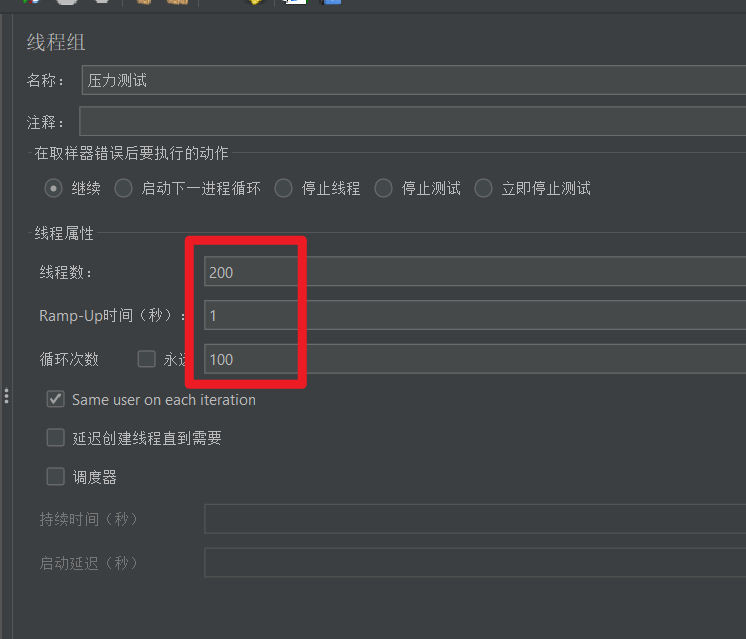 线程组
名称： 压力测试
注释：
在取样器错误后要执行的动作
继续 启动下一进程循环 停止线程 停止测试 立即停止测试
线程属性
线程数： 200
Ramp-Up时间（秒）： 1
循环次数 永远 100
Same user on each iteration
延迟创建线程直到需要
调度器
持续时间（秒）
启动延迟（秒）